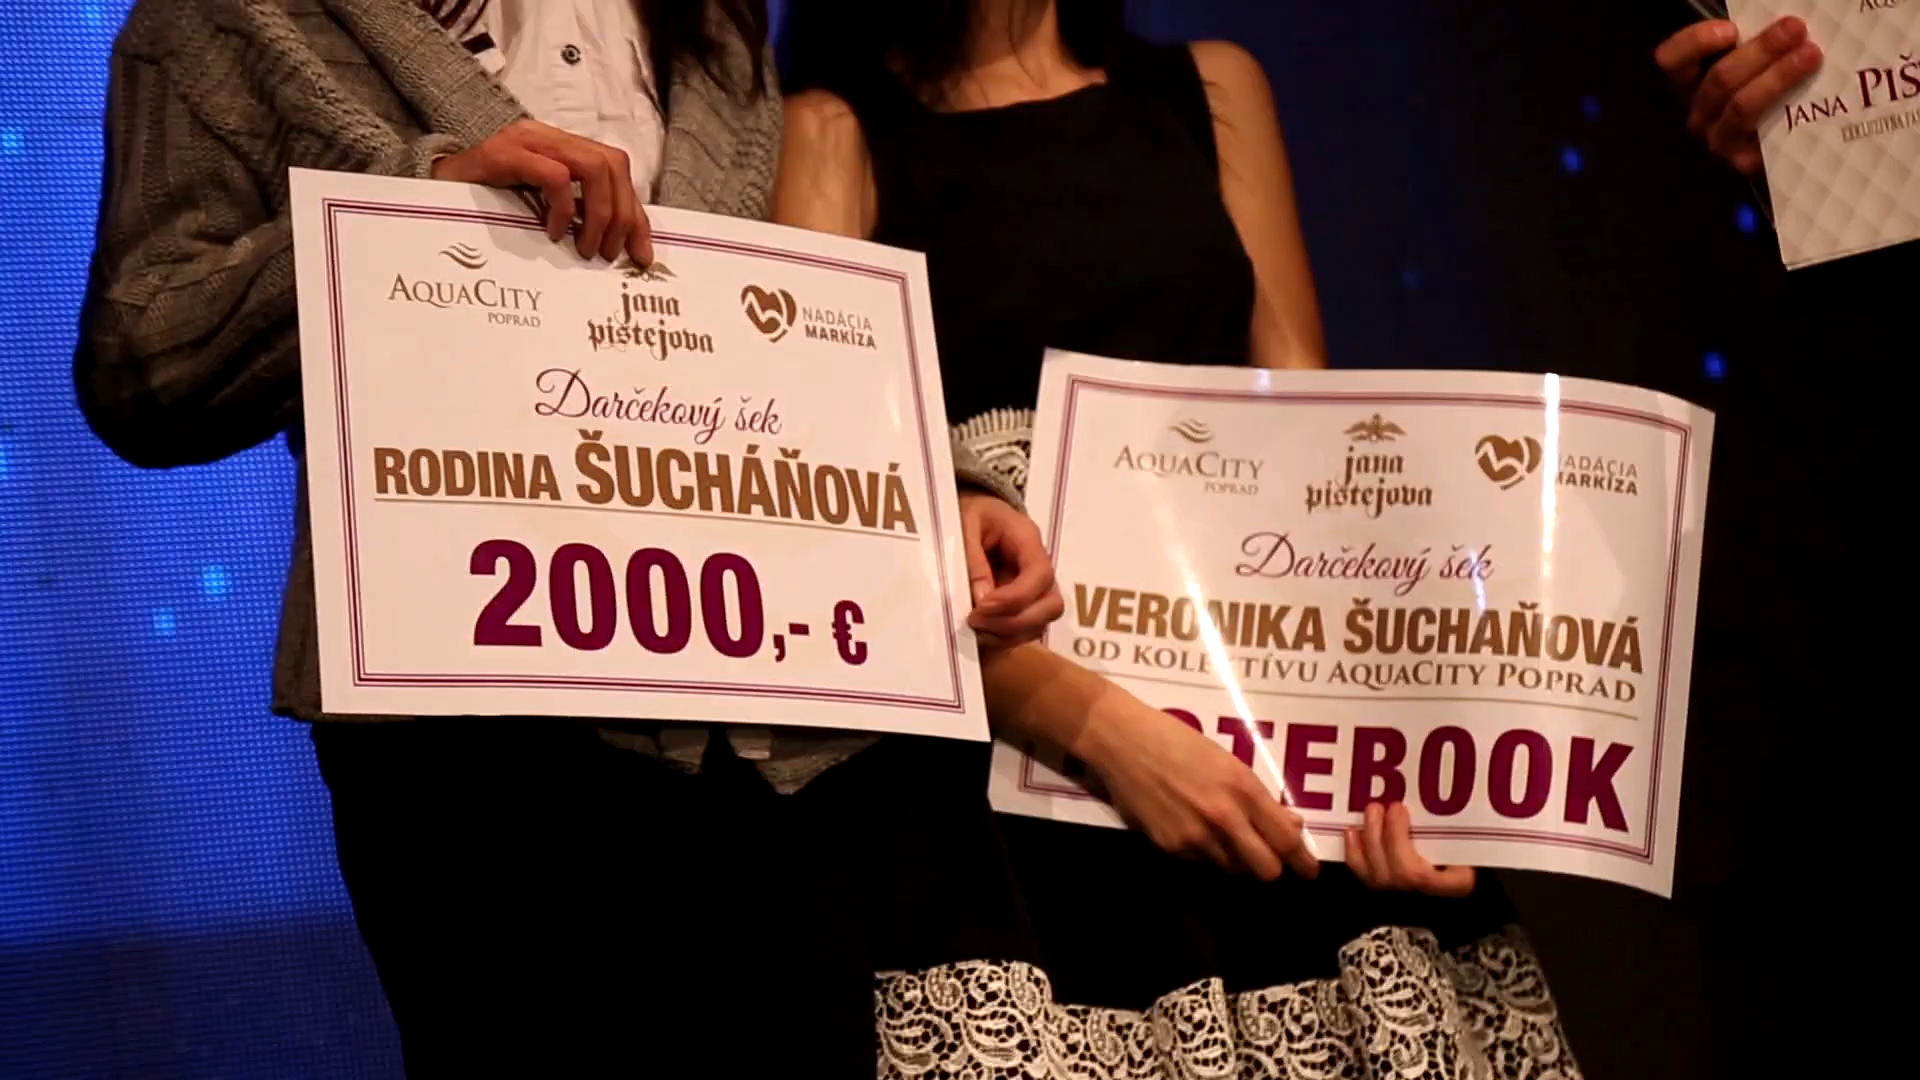 AQUACITY
POPRAD
jana
pištejova
NADÁCIA
MARKÍZA
Darčekový šek
RODINA ŠUCHÁŇOVÁ
2000,- €
AQUACITY
POPRAD
jana
pištejova
NADÁCIA
MARKÍZA
Darčekový šek
VERONIKA ŠUCHAŇOVÁ
OD KOLEKTÍVU AQUACITY POPRAD
NOTEBOOK
JANA PIŠ